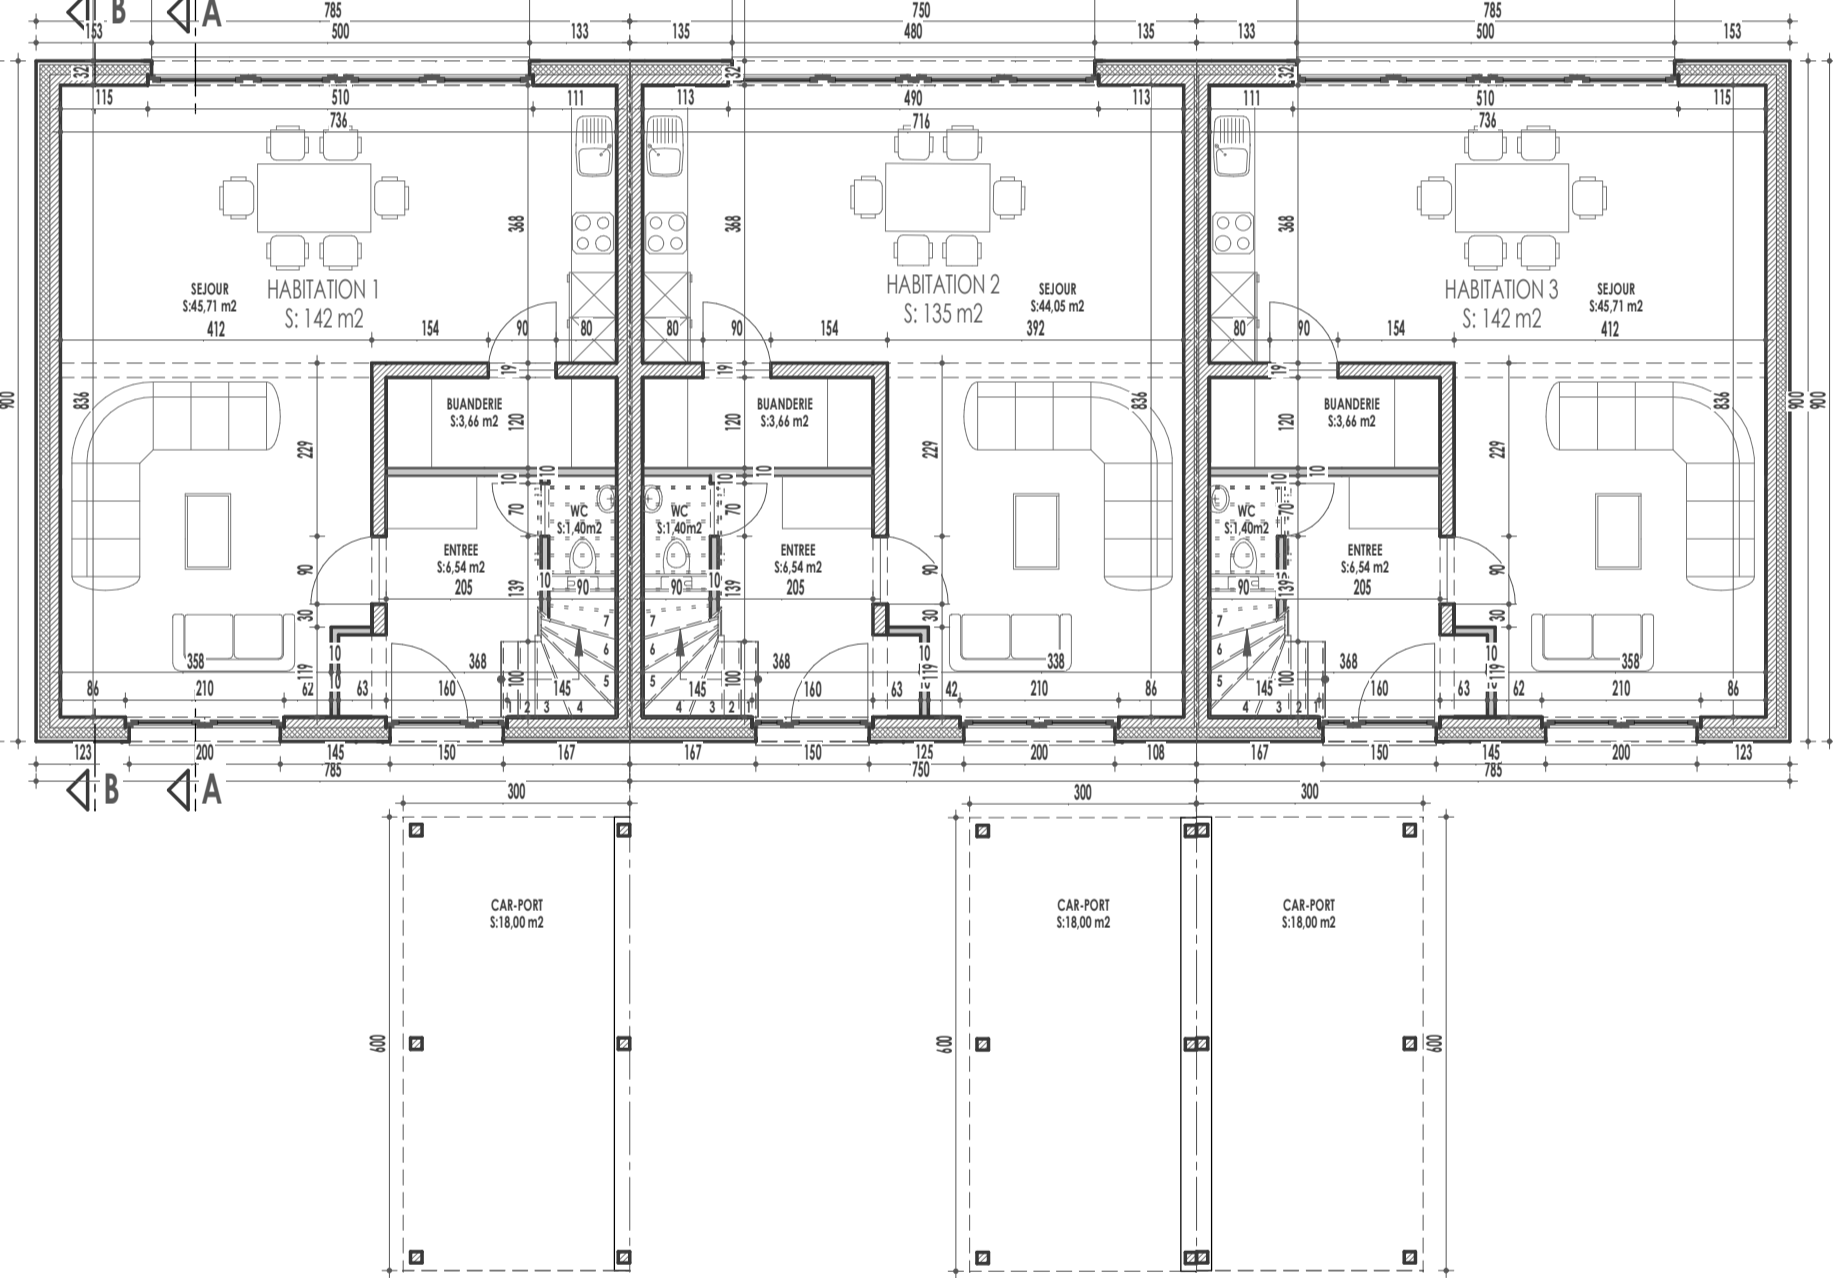 B A 785 750 785
153 500 133 135 480 135 133 500 153
32 32 32
115 510 111 113 490 113 111 510 115
736 716 736
368 368 368
SEJOUR
S:45,71 m2
HABITATION 1
S: 142 m2
HABITATION 2
S: 135 m2
SEJOUR
S:44,05 m2
HABITATION 3
S: 142 m2
SEJOUR
S:45,71 m2
412 154 90 80 80 90 154 392 80 90 154 412
19 19 19
900 836 836 836 900 900
BUANDERIE
S:3,66 m2
120
BUANDERIE
S:3,66 m2
120
BUANDERIE
S:3,66 m2
120
229 229 229
10 10 10 10 10 10
70 70 70
WC
S:1,40m2
WC
S:1,40m2
WC
S:1,40m2
ENTREE
S:6,54 m2
205
ENTREE
S:6,54 m2
205
ENTREE
S:6,54 m2
205
90 10 90 90 10 90 90 90
139 139 139
30 30 30
7 7 7
6 6 6
5 5 5
10 10 10
119 10 119 119
358 368 100 145 145 100 368 338 145 100 368 358
86 210 62 63 160 160 63 42 210 86 160 63 62 210 86
1 2 3 4 4 3 2 1 4 3 2 1
123 200 145 150 167 167 150 125 200 108 167 150 145 200 123
785 750 785
B A
300 300 300
CAR-PORT
S:18,00 m2
CAR-PORT
S:18,00 m2
CAR-PORT
S:18,00 m2
600 600 600